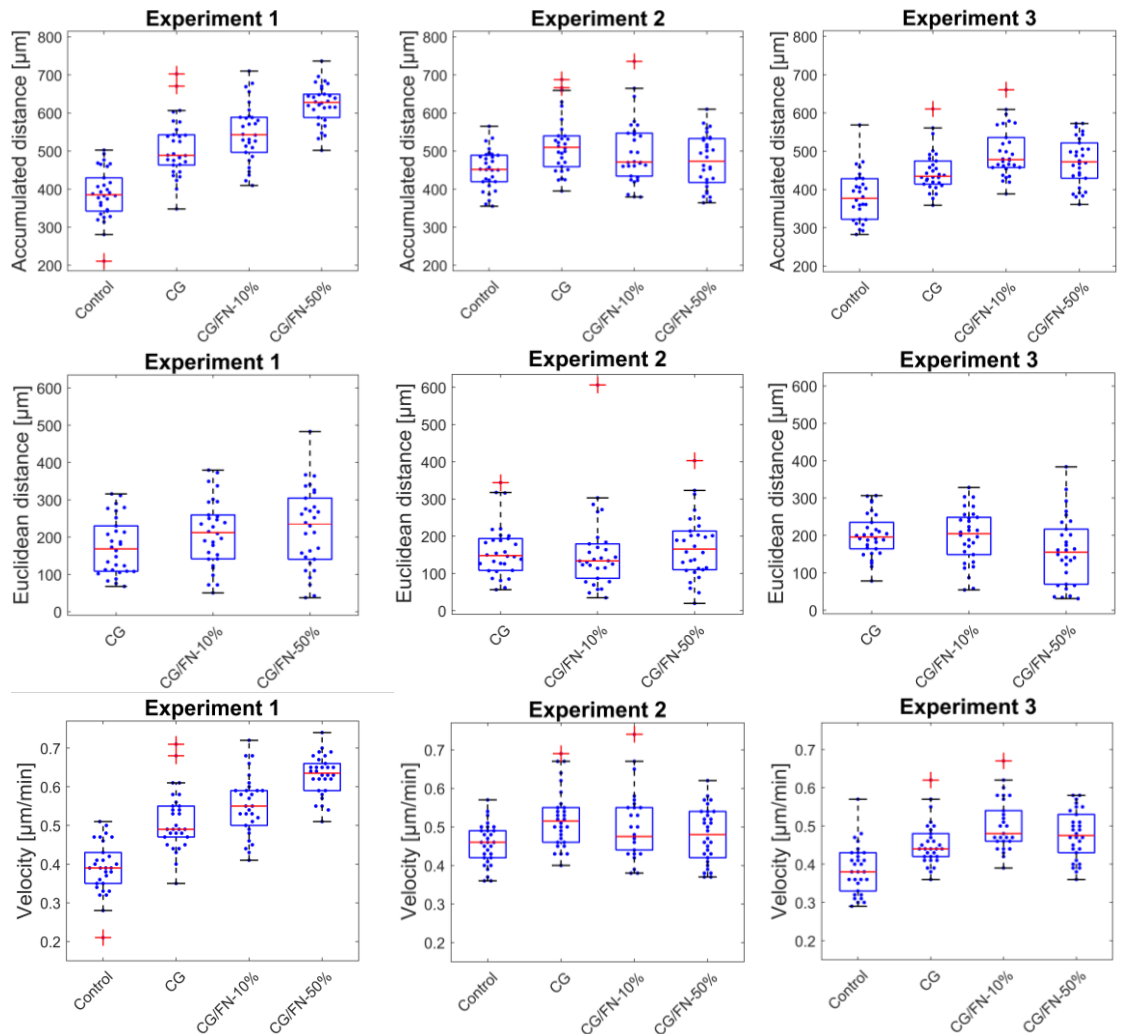 Experiment 1
Accumulated distance [µm]
800
700
600
500
400
300
200
Control
CG
CG/FN-10%
CG/FN-50%
Experiment 2
Accumulated distance [µm]
800
700
600
500
400
300
200
Control
CG
CG/FN-10%
CG/FN-50%
Experiment 3
Accumulated distance [µm]
800
700
600
500
400
300
200
Control
CG
CG/FN-10%
CG/FN-50%
Experiment 1
Euclidean distance [µm]
600
500
400
300
200
100
0
CG
CG/FN-10%
CG/FN-50%
Experiment 2
Euclidean distance [µm]
600
500
400
300
200
100
0
CG
CG/FN-10%
CG/FN-50%
Experiment 3
Euclidean distance [µm]
600
500
400
300
200
100
0
CG
CG/FN-10%
CG/FN-50%
Experiment 1
Velocity [µm/min]
0.7
0.6
0.5
0.4
0.3
0.2
Control
CG
CG/FN-10%
CG/FN-50%
Experiment 2
Velocity [µm/min]
0.7
0.6
0.5
0.4
0.3
0.2
Control
CG
CG/FN-10%
CG/FN-50%
Experiment 3
Velocity [µm/min]
0.7
0.6
0.5
0.4
0.3
0.2
Control
CG
CG/FN-10%
CG/FN-50%